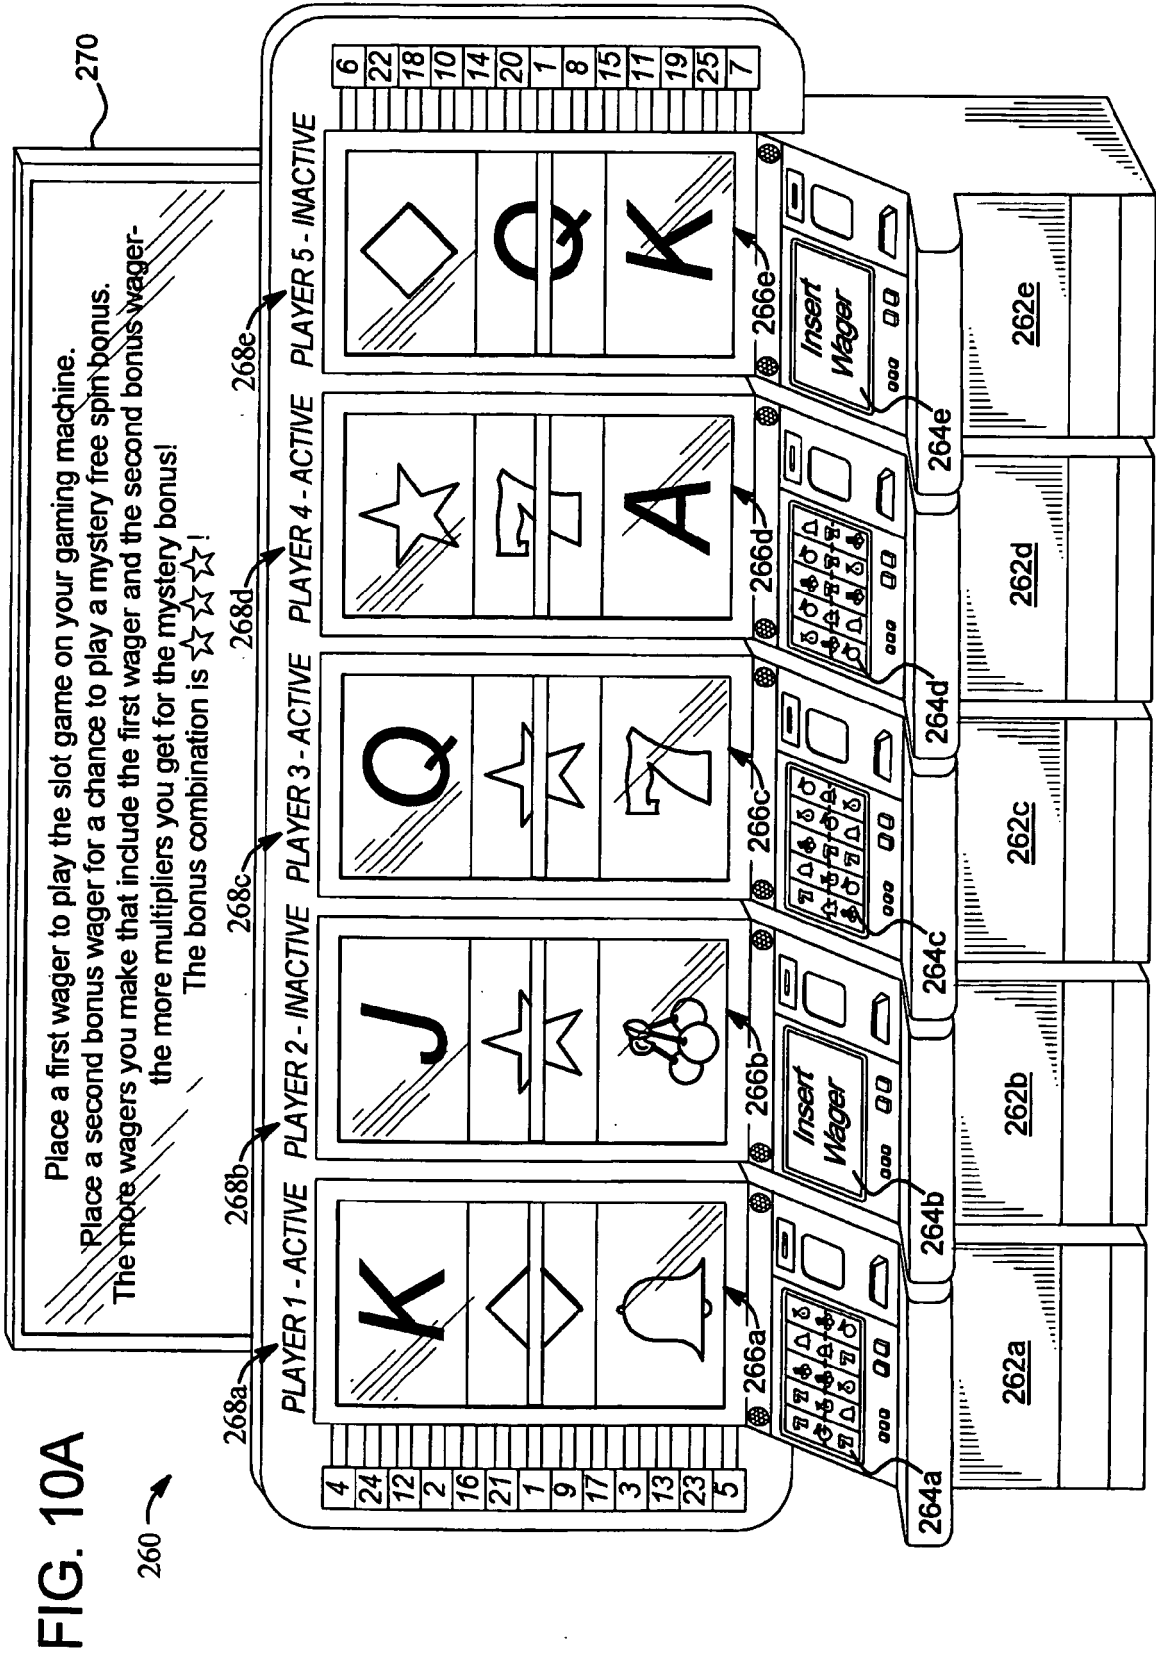 FIG. 10A
260
270
Place a first wager to play the slot game on your gaming machine.
Place a second bonus wager for a chance to play a mystery free spin bonus.
The more wagers you make that include the first wager and the second bonus wager-
the more multipliers you get for the mystery bonus!
The bonus combination is ☆☆☆!
268a
268b
268c
268d
268e
PLAYER 1 - ACTIVE
PLAYER 2 - INACTIVE
PLAYER 3 - ACTIVE
PLAYER 4 - ACTIVE
PLAYER 5 - INACTIVE
4
24
12
2
16
21
1
9
17
3
13
23
5
K
J
Q
7
7
A
Q
K
6
22
18
10
14
20
1
8
15
11
19
25
7
266a
266b
266c
266d
266e
Insert
Wager
Insert
Wager
264a
264b
264c
264d
264e
262a
262b
262c
262d
262e